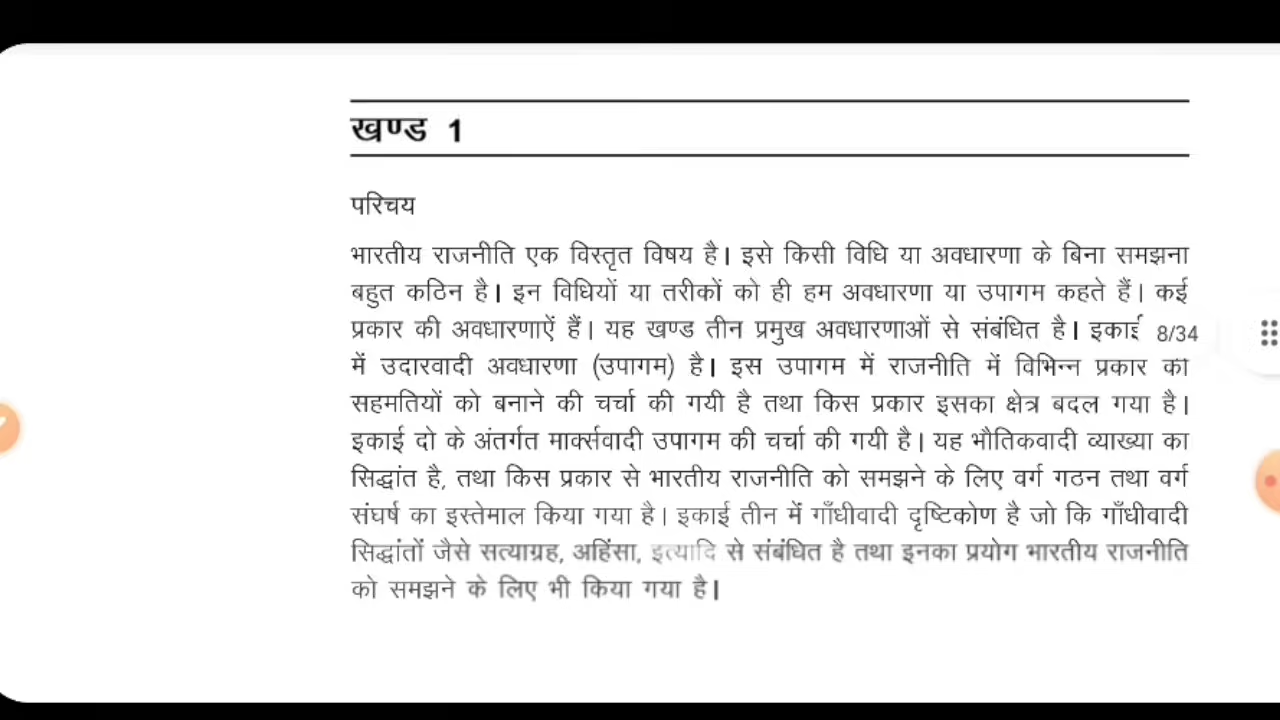 खण्ड 1
परिचय
भारतीय राजनीति एक विस्तृत विषय है। इसे किसी विधि या अवधारणा के बिना समझना
बहुत कठिन है। इन विधियों या तरीकों को ही हम अवधारणा या उपागम कहते हैं। कई
प्रकार की अवधारणाऐं हैं। यह खण्ड तीन प्रमुख अवधारणाओं से संबंधित है। इकाई 8/34
में उदारवादी अवधारणा (उपागम) है। इस उपागम में राजनीति में विभिन्न प्रकार का
सहमतियों को बनाने की चर्चा की गयी है तथा किस प्रकार इसका क्षेत्र बदल गया है।
इकाई दो के अंतर्गत मार्क्सवादी उपागम की चर्चा की गयी है। यह भौतिकवादी व्याख्या का
सिद्धांत है, तथा किस प्रकार से भारतीय राजनीति को समझने के लिए वर्ग गठन तथा वर्ग
संघर्ष का इस्तेमाल किया गया है। इकाई तीन में गाँधीवादी दृष्टिकोण है जो कि गाँधीवादी
सिद्धांतों जैसे सत्याग्रह, अहिंसा, इत्यादि से संबंधित है तथा इनका प्रयोग भारतीय राजनीति
को समझने के लिए भी किया गया है।